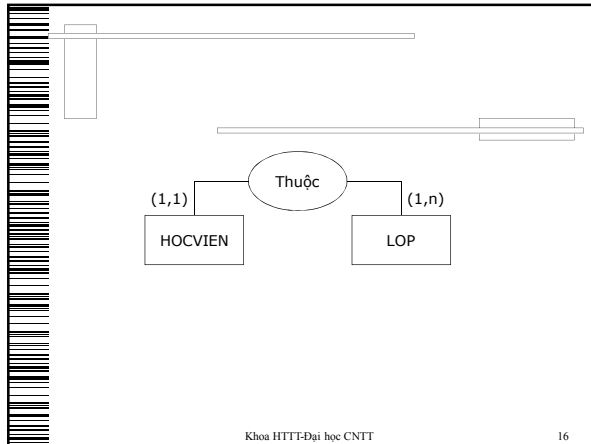 Thuộc
(1,1)
(1,n)
HOCVIEN
LOP
Khoa HTTT-Đại học CNTT
16